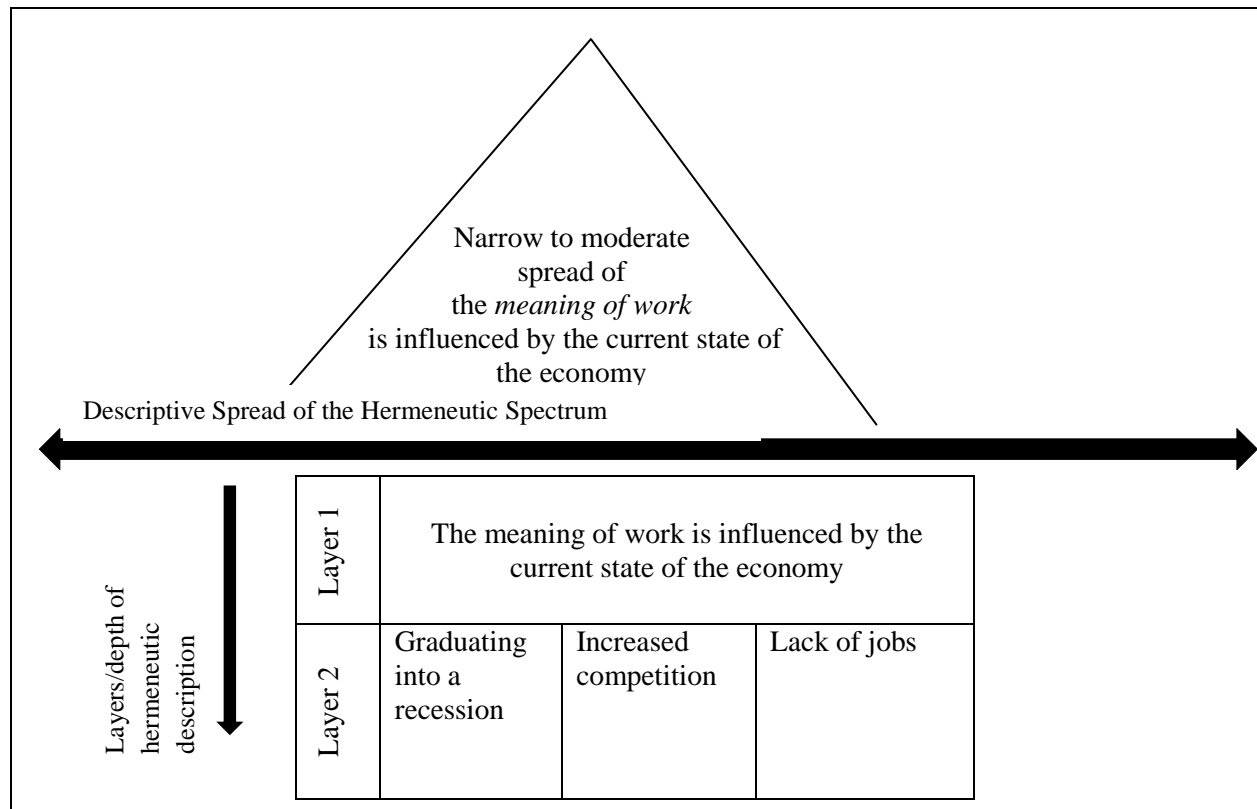 Narrow to moderate
spread of
the meaning of work
is influenced by the current state of
the economy
Descriptive Spread of the Hermeneutic Spectrum
Layers/depth of
hermeneutic
description
Layer 1
The meaning of work is influenced by the
current state of the economy
Layer 2
Graduating
into a
recession
Increased
competition
Lack of jobs